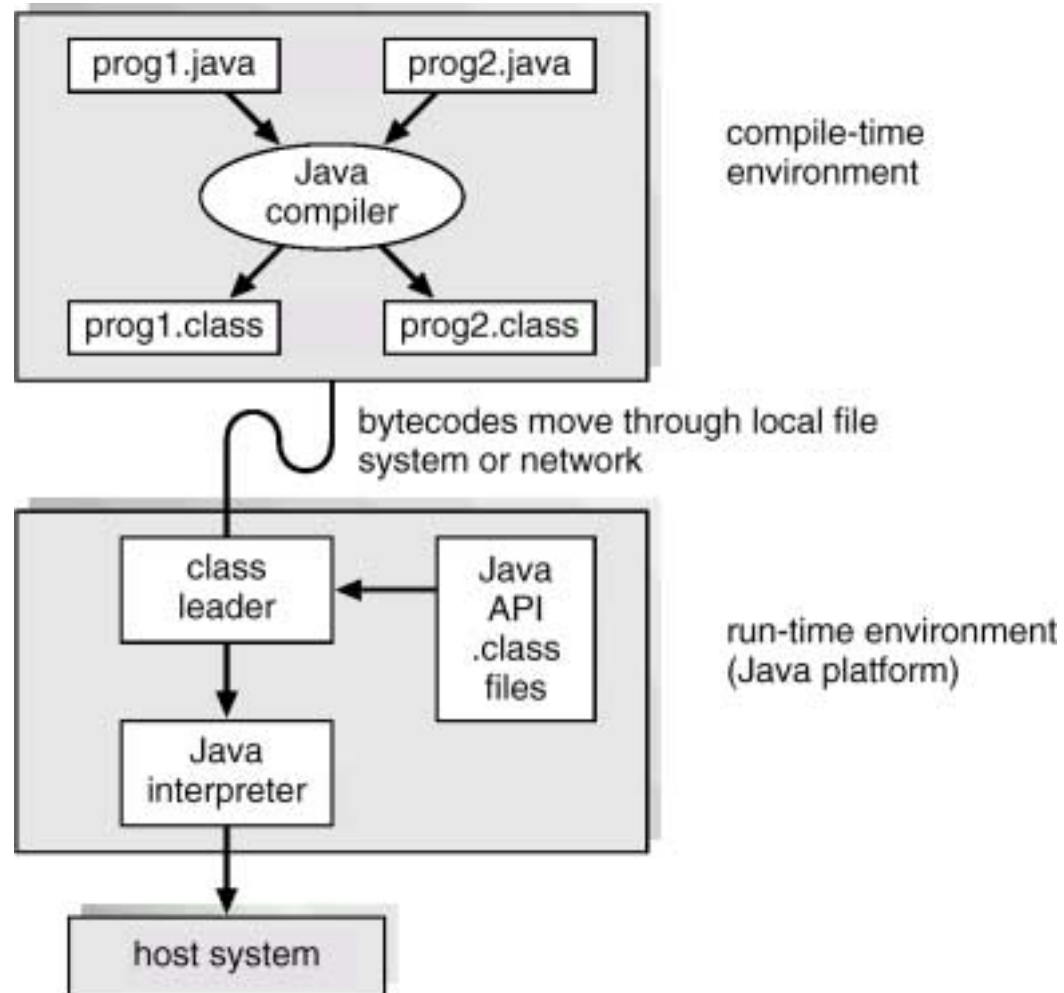 prog1.java
prog2.java
Java
compiler
compile-time
environment
prog1.class
prog2.class
bytecodes move through local file
system or network
class
leader
Java
API
.class
files
run-time environment
(Java platform)
Java
interpreter
host system